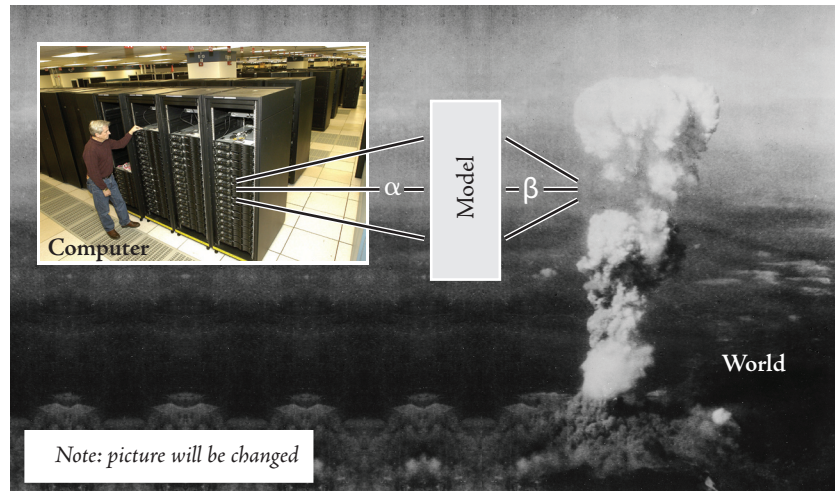 Computer
α
Model
β
World
Note: picture will be changed